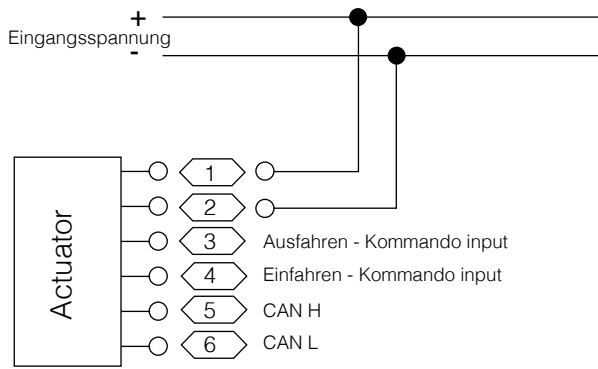 +
Eingangsspannung
-
Actuator
1
2
3 Ausfahren - Kommando input
4 Einfahren - Kommando input
5 CAN H
6 CAN L